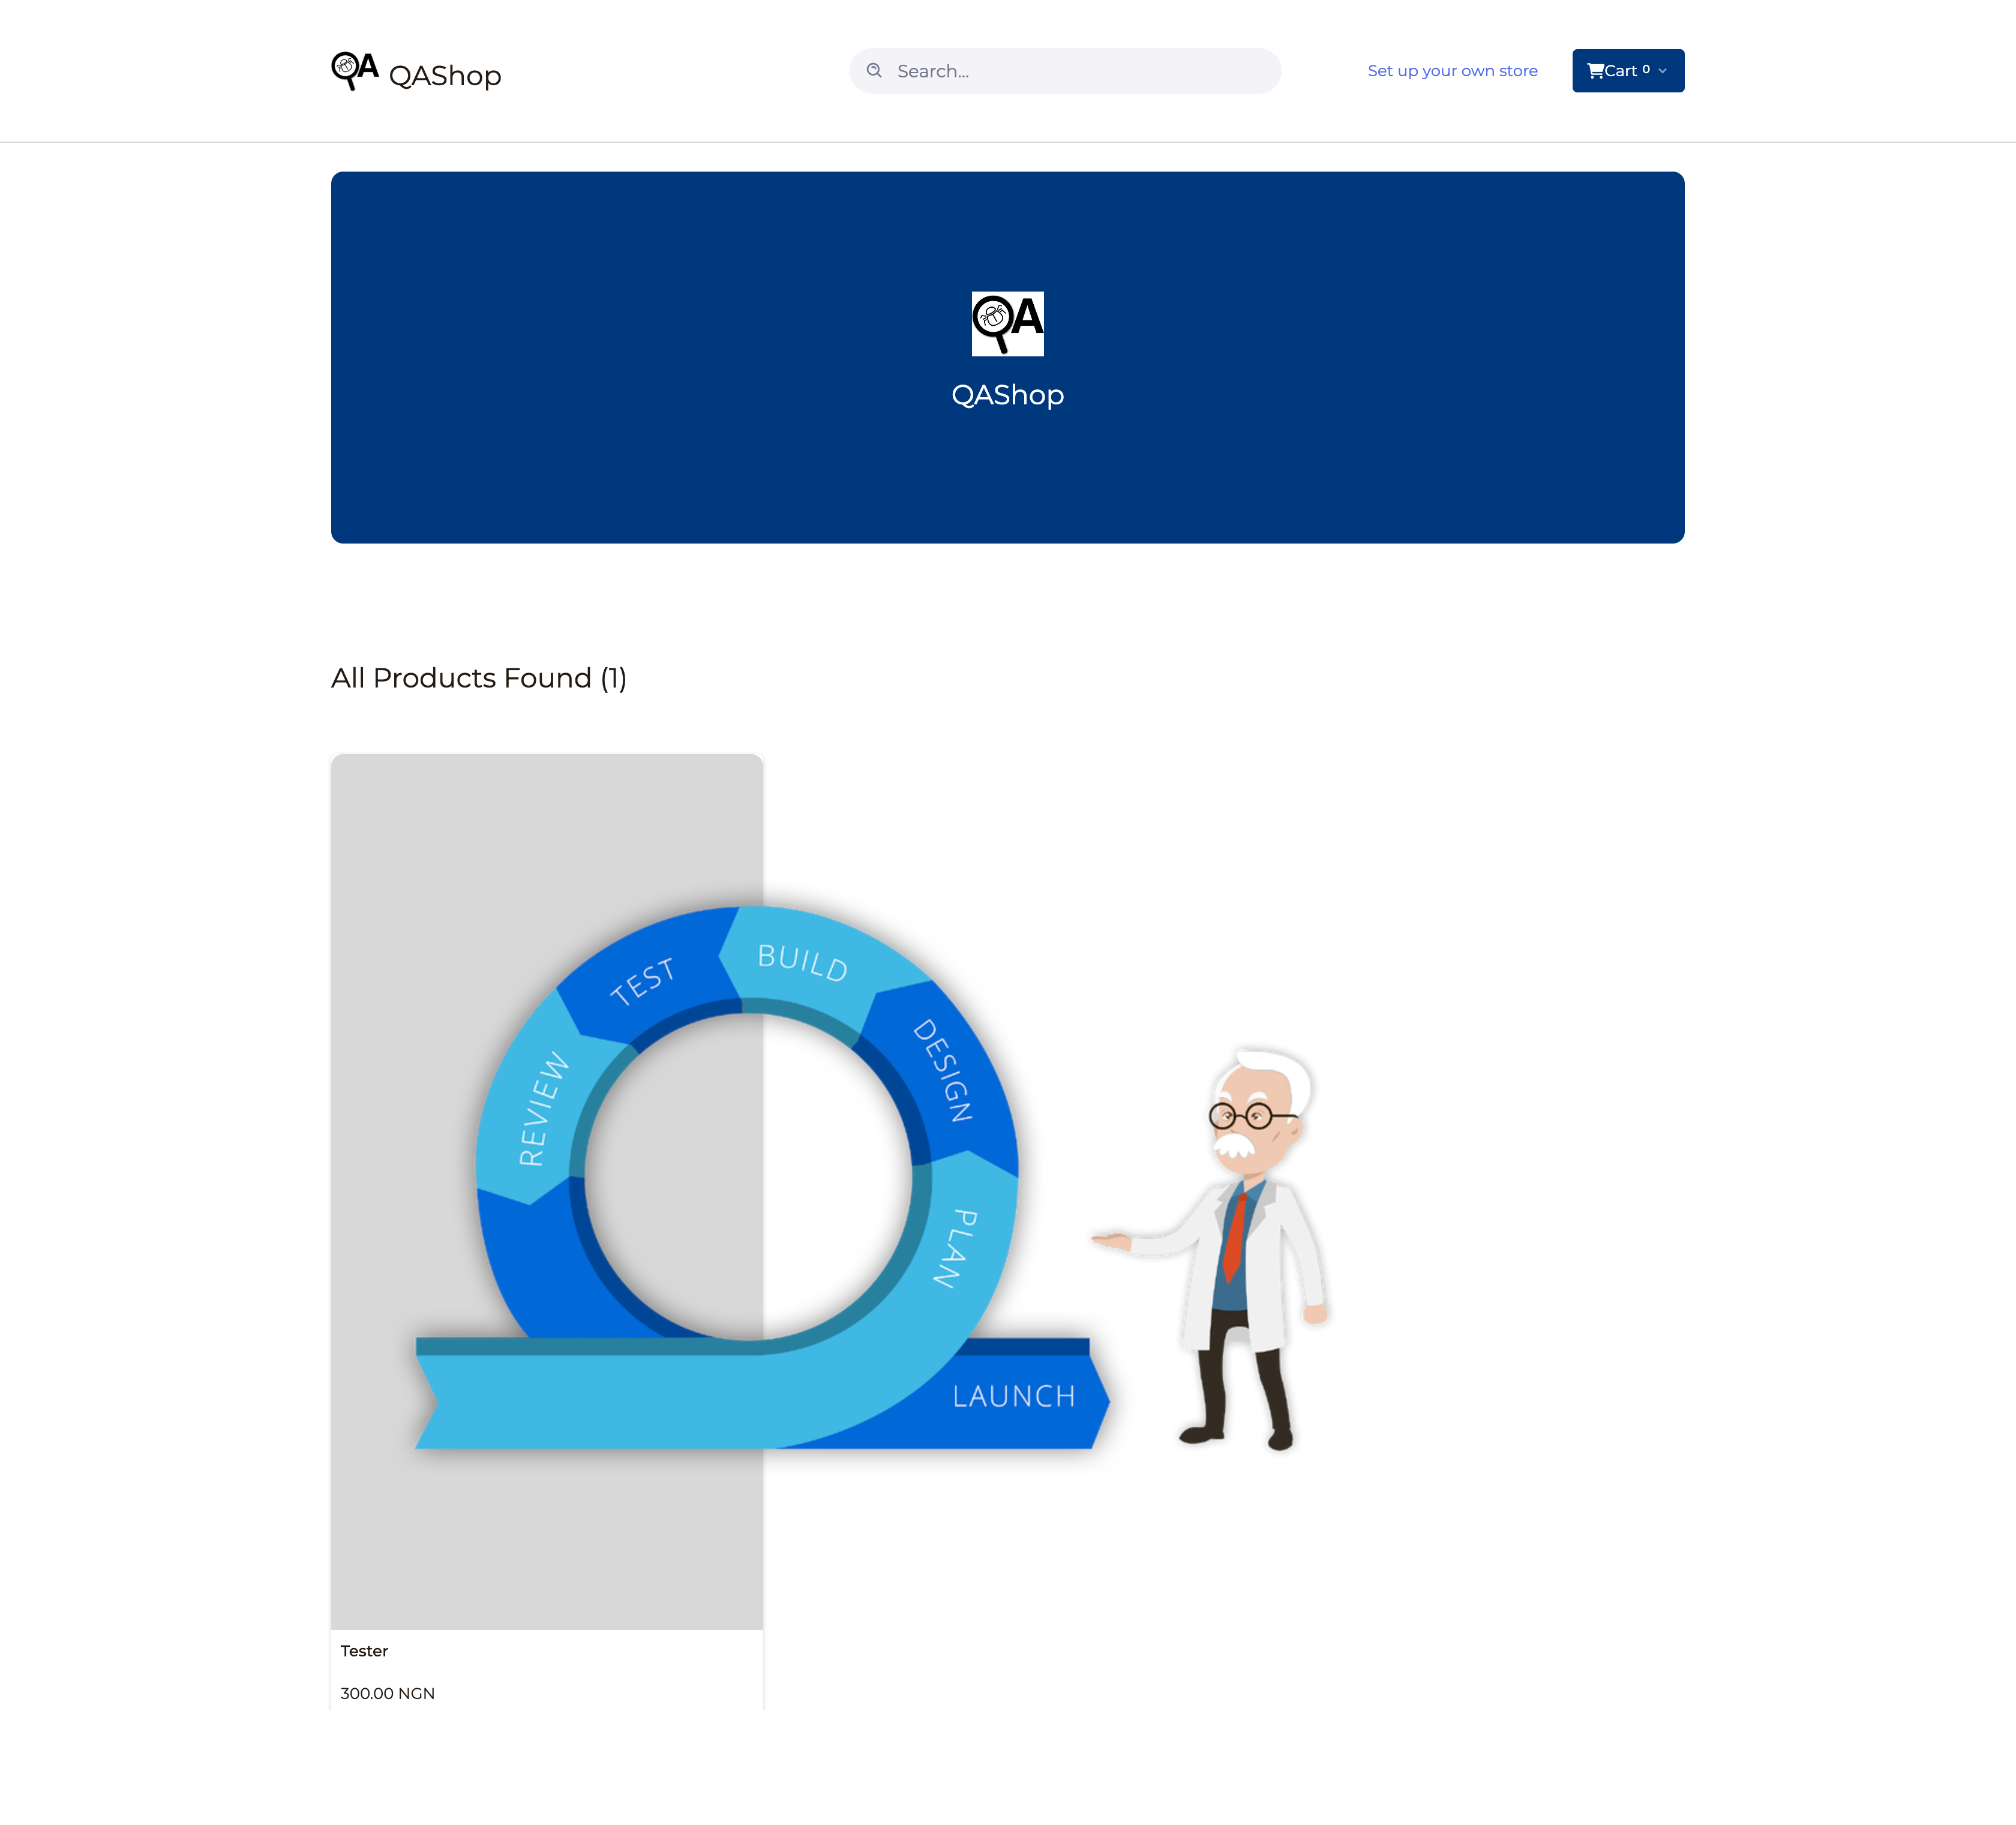 QA QAShop
Search...
Set up your own store
Cart 0
QA
QAShop
All Products Found (1)
BUILD
TEST
DESIGN
REVIEW
PLAN
LAUNCH
Tester
300.00 NGN